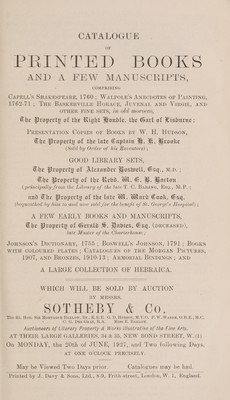 CATALOGUE
OF
PRINTED BOOKS
AND A FEW MANUSCRIPTS,
COMPRISING
CAPELL'S SHAKESPEARE, 1760; WALPOLE'S ANECDOTES OF PAINTING,
1762-71; THE BASKERVILLE HORACE, JUVENAL AND VIRGIL, AND
OTHER FINE SETS, in old morocco,
The Property of the Right Honble. the Earl of Lisburne;
PRESENTATION COPIES OF BOOKS BY W. H. HUDSON,
The Property of the late Captain H. H. Brooks
(Sold by Order of his Executors);
GOOD LIBRARY SETS,
The Property of Alexander Boswell, Esq., M.D.;
The Property of the Revd. W. E. Barton
(principally from the Library of the late T. C. Baring, Esq., M.P.;
and The Property of the late W. Ward Cook, Esq.
(bequeathed by him to and now sold for the benefit of St. George's Hospital);
A FEW EARLY BOOKS AND MANUSCRIPTS,
The Property of Gerald S. Davies, Esq. (DECEASED),
late Master of the Charterhouse;
JOHNSON'S DICTIONARY, 1755; BOSWELL'S JOHNSON, 1791; BOOKS
WITH COLOURED PLATES; CATALOGUES OF THE MORGAN PICTURES,
1907, AND BRONZES, 1910-13; ARMORIAL BINDINGS; AND
A LARGE COLLECTION OF HEBRAICA.
WHICH WILL BE SOLD BY AUCTION
BY MESSRS.
SOTHEBY & Co.
Auctioneers of Literary Property & Works illustrative of the Fine Arts,
AT THEIR LARGE GALLERIES, 34 & 35, NEW BOND STREET, W. (1)
On MONDAY, the 20th of JUNE, 1927, and Two following Days,
AT ONE O'CLOCK PRECISELY.
May be Viewed Two Days prior. Catalogues may be had.
Printed by J. Davy & Sons, Ltd., 8-9, Frith-street, London, W. 1, England.